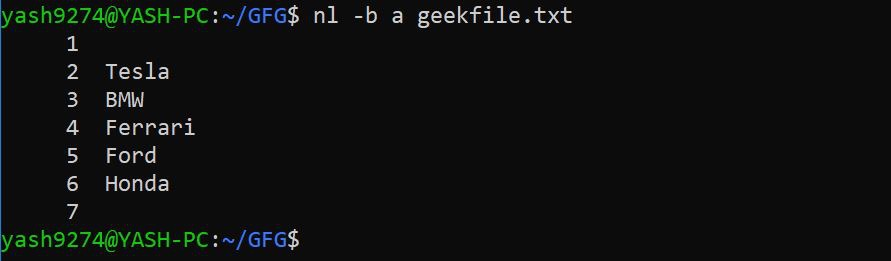 yash9274@YASH-PC:~/GFG$ nl -b a geekfile.txt
1
2 Tesla
3 BMW
4 Ferrari
5 Ford
6 Honda
7
yash9274@YASH-PC:~/GFG$